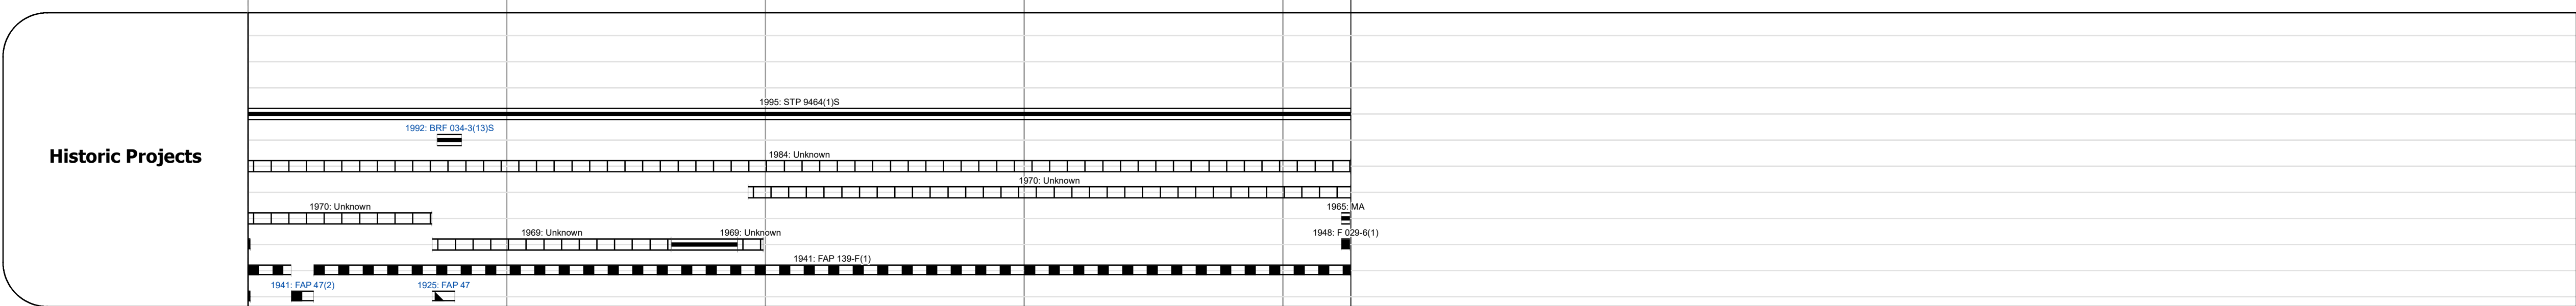 1995: STP 9464(1)S
1992: BRF 034-3(13)S
1984: Unknown
Historic Projects
1970: Unknown
1970: Unknown
1965: MA
1969: Unknown
1969: Unknown
1948: F 029-6(1)
1941: FAP 139-F(1)
1941: FAP 47(2)
1925: FAP 47